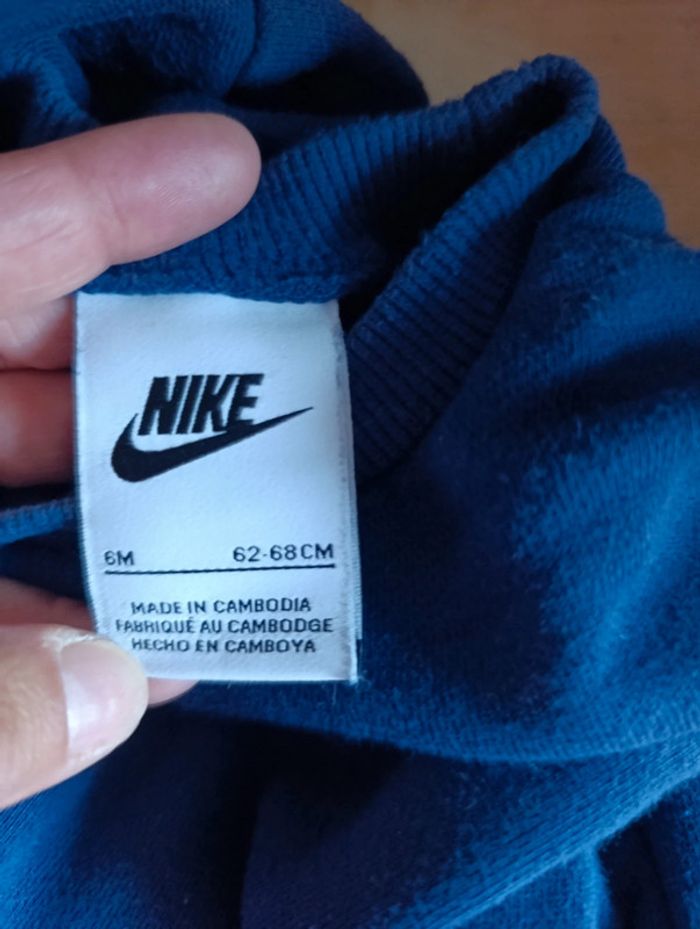 NIKE
6M 62-68CM
MADE IN CAMBODIA
FABRIQUÉ AU CAMBODGE
HECHO EN CAMBOYA